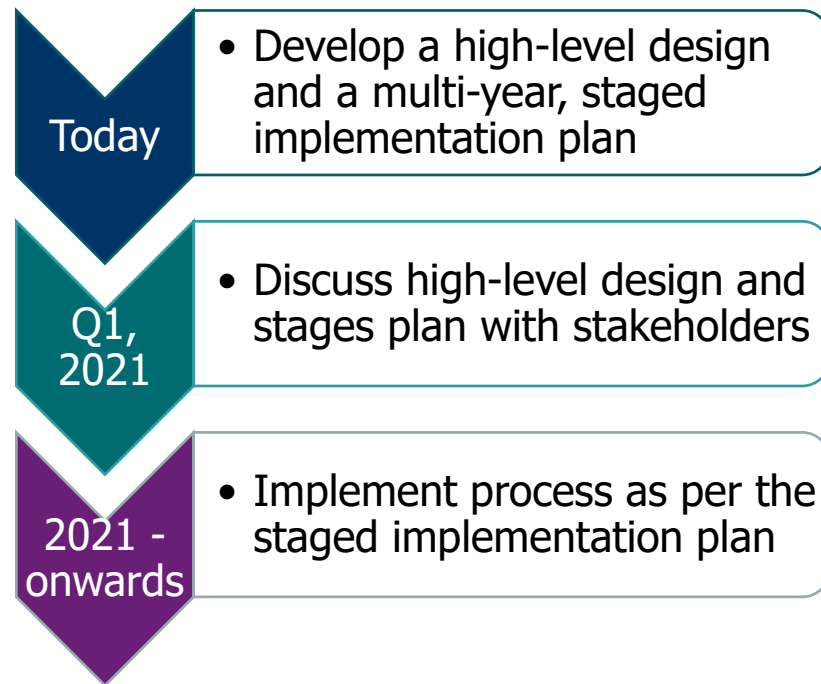 Today
• Develop a high-level design
and a multi-year, staged
implementation plan
Q1,
2021
• Discuss high-level design and
stages plan with stakeholders
2021 -
onwards
• Implement process as per the
staged implementation plan